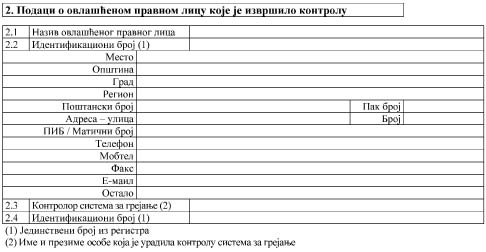 2. Подаци о овлашћеном правном лицу које је извршило контролу
2.1 Назив овлашћеног правног лица
2.2 Идентификациони број (1)
Место
Општина
Град
Регион
Поштански број Пак број
Адреса – улица Број
ПИБ / Матични број
Телефон
Мобтел
Факс
Е-маил
Остало
2.3 Контролор система за грејање (2)
2.4 Идентификациони број (1)
(1) Јединствени број из регистра
(2) Име и презиме особе која је урадила контролу система за грејање